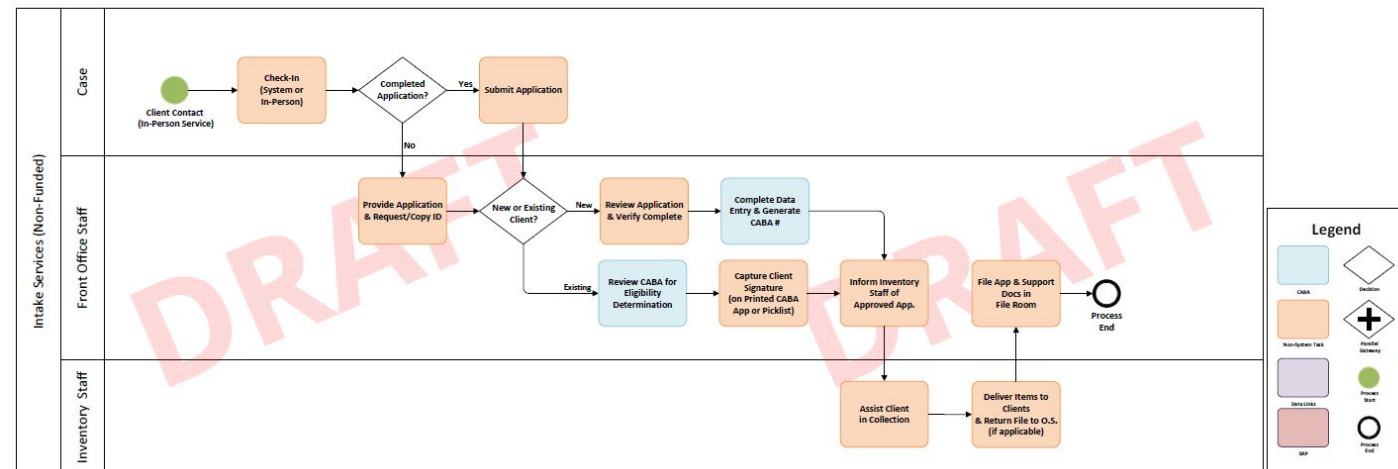 Intake Services (Non-Funded)
Case
Client Contact
(In-Person Service)
Check-In
(System or
In-Person)
Completed
Application?
Yes
No
Submit Application
Front Office Staff
Provide Application
& Request/Copy ID
New or Existing
Client?
New
Existing
Review Application
& Verify Complete
Complete Data
Entry & Generate
CABA #
Review CABA for
Eligibility
Determination
Capture Client
Signature
(on Printed CABA
App or Picklist)
Inform Inventory
Staff of
Approved App.
File App & Support
Docs in
File Room
Process
End
Inventory Staff
Assist Client
in Collection
Deliver Items to
Clients
& Return File to O.S.
(if applicable)
DRAFT
DRAFT
Legend
CABA
Decision
Non-System Task
Parallel
Gateway
Data Links
Process
Start
SAP
Process
End